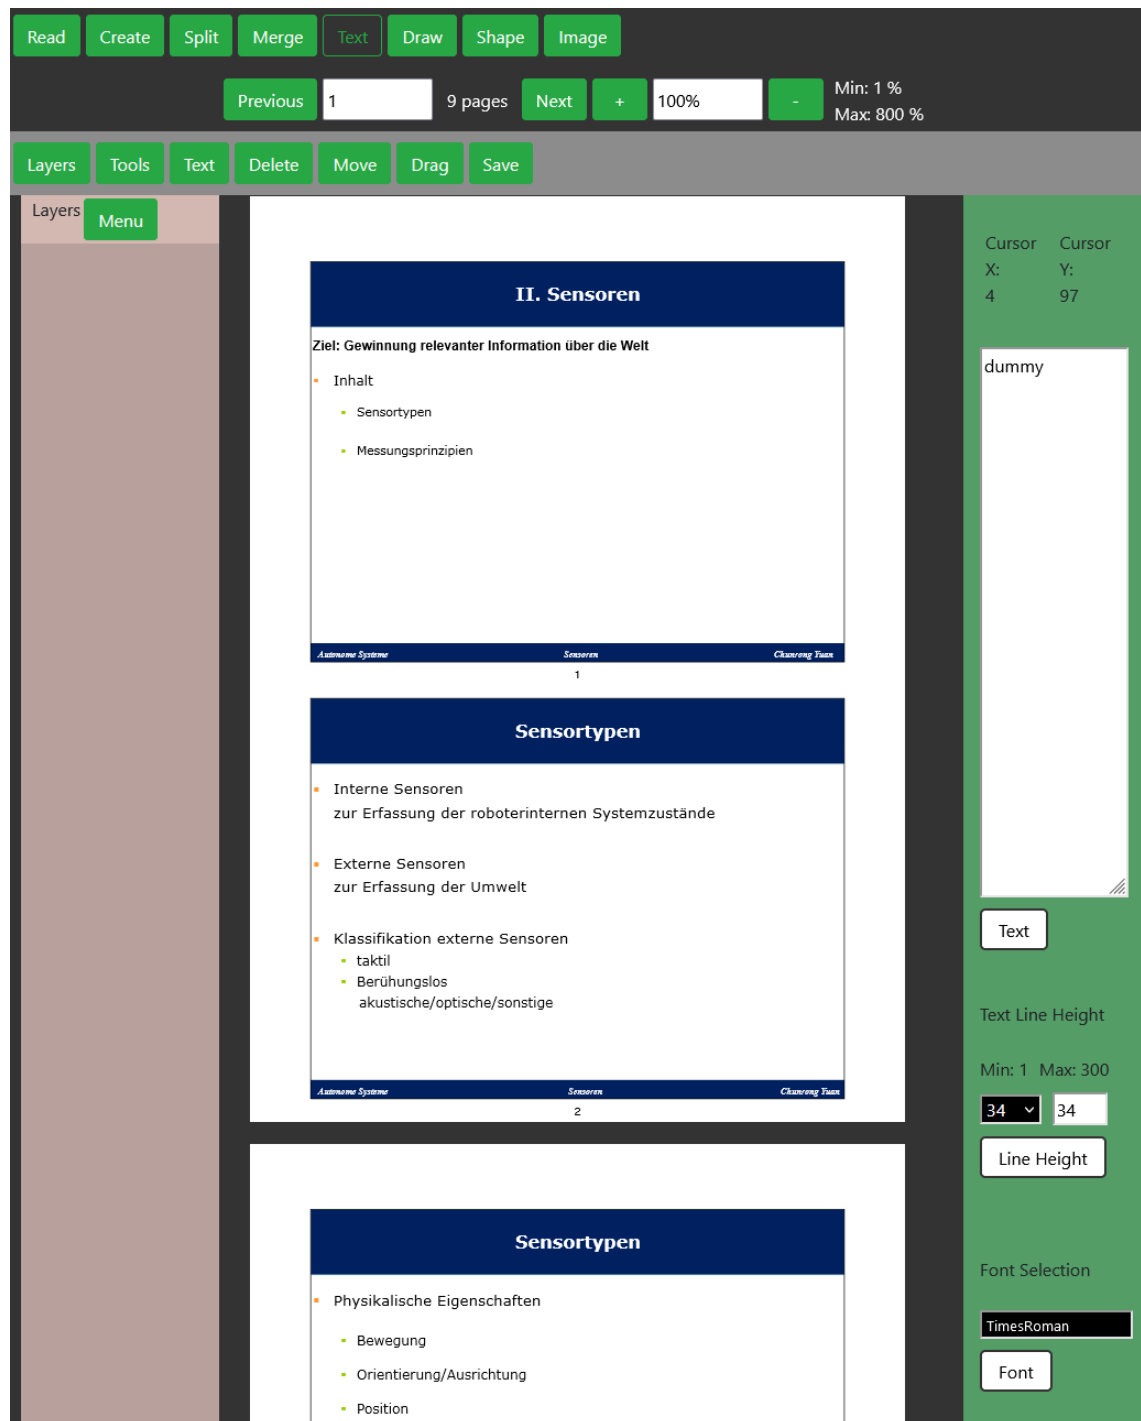 Read Create Split Merge Text Draw Shape Image
Previous 1 9 pages Next + 100% - Min: 1 %
Max: 800 %
Layers Tools Text Delete Move Drag Save
Layers Menu
II. Sensoren
Ziel: Gewinnung relevanter Information über die Welt
Inhalt
Sensortypen
Messungsprinzipien
Autonome Systeme Sensoren Chunrong Yuan
1
Sensortypen
Interne Sensoren
zur Erfassung der roboterinternen Systemzustände
Externe Sensoren
zur Erfassung der Umwelt
Klassifikation externe Sensoren
taktil
Berühungslos
akustische/optische/sonstige
Autonome Systeme Sensoren Chunrong Yuan
2
Sensortypen
Physikalische Eigenschaften
Bewegung
Orientierung/Ausrichtung
Position
Cursor Cursor
X: Y:
4 97
dummy
Text
Text Line Height
Min: 1 Max: 300
34 34
Line Height
Font Selection
TimesRoman
Font